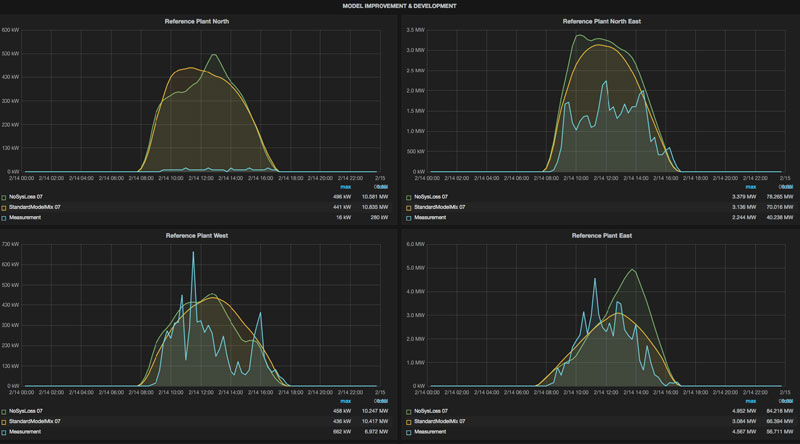 MODEL IMPROVEMENT & DEVELOPMENT
Reference Plant North
600 kW
500 kW
400 kW
300 kW
200 kW
100 kW
0 kW
2/14 00:00 2/14 02:00 2/14 04:00 2/14 06:00 2/14 08:00 2/14 10:00 2/14 12:00 2/14 14:00 2/14 16:00 2/14 18:00 2/14 20:00 2/14 22:00 2/15
max
NoSysLoss 07 496 kW 10.581 MW
StandardModelMix 07 441 kW 10.835 MW
Measurement 16 kW 280 kW
Reference Plant North East
3.5 MW
3.0 MW
2.5 MW
2.0 MW
1.5 MW
1.0 MW
500 kW
0 kW
2/14 00:00 2/14 02:00 2/14 04:00 2/14 06:00 2/14 08:00 2/14 10:00 2/14 12:00 2/14 14:00 2/14 16:00 2/14 18:00 2/14 20:00 2/14 22:00 2/15
max
NoSysLoss 07 3.379 MW 78.265 MW
StandardModelMix 07 3.136 MW 70.016 MW
Measurement 2.244 MW 40.238 MW
Reference Plant West
700 kW
600 kW
500 kW
400 kW
300 kW
200 kW
100 kW
0 kW
2/14 00:00 2/14 02:00 2/14 04:00 2/14 06:00 2/14 08:00 2/14 10:00 2/14 12:00 2/14 14:00 2/14 16:00 2/14 18:00 2/14 20:00 2/14 22:00 2/15
max
NoSysLoss 07 458 kW 10.247 MW
StandardModelMix 07 436 kW 10.417 MW
Measurement 662 kW 6.972 MW
Reference Plant East
6.0 MW
5.0 MW
4.0 MW
3.0 MW
2.0 MW
1.0 MW
0 kW
2/14 00:00 2/14 02:00 2/14 04:00 2/14 06:00 2/14 08:00 2/14 10:00 2/14 12:00 2/14 14:00 2/14 16:00 2/14 18:00 2/14 20:00 2/14 22:00 2/15
max
NoSysLoss 07 4.952 MW 84.218 MW
StandardModelMix 07 3.084 MW 66.394 MW
Measurement 4.567 MW 56.711 MW